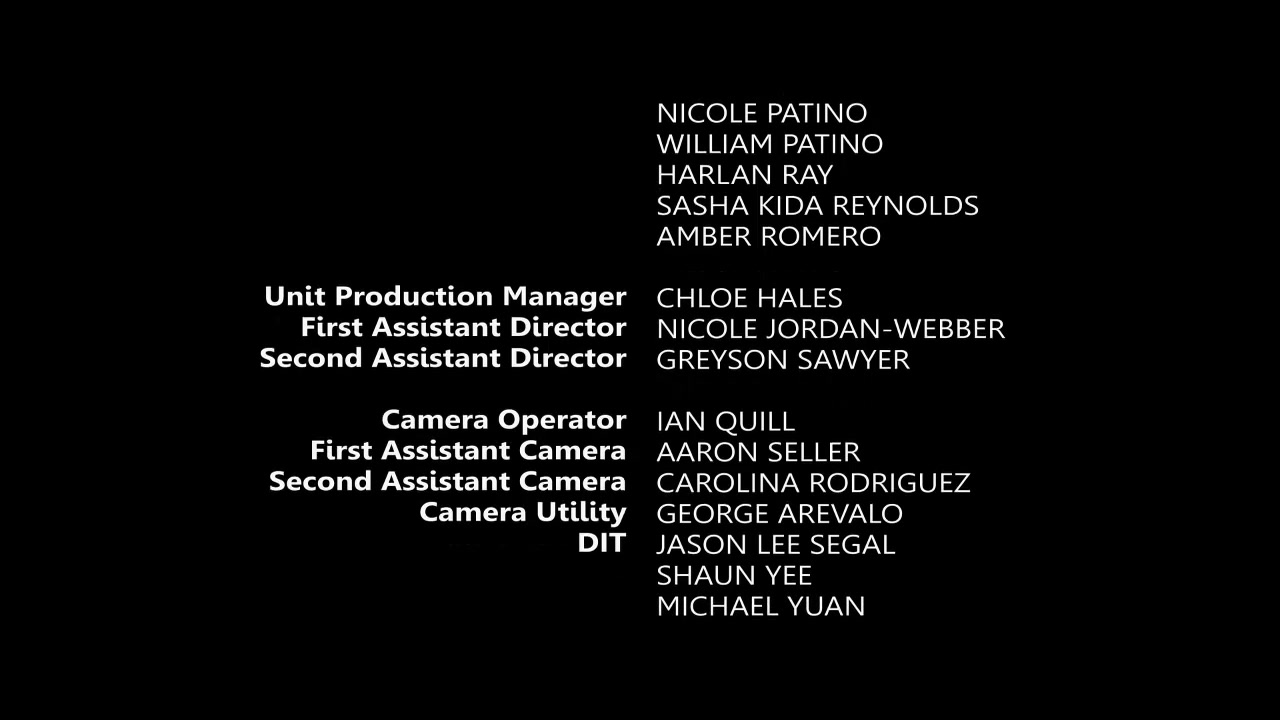 NICOLE PATINO
WILLIAM PATINO
HARLAN RAY
SASHA KIDA REYNOLDS
AMBER ROMERO
Unit Production Manager CHLOE HALES
First Assistant Director NICOLE JORDAN-WEBBER
Second Assistant Director GREYSON SAWYER
Camera Operator IAN QUILL
First Assistant Camera AARON SELLER
Second Assistant Camera CAROLINA RODRIGUEZ
Camera Utility GEORGE AREVALO
DIT JASON LEE SEGAL
SHAUN YEE
MICHAEL YUAN